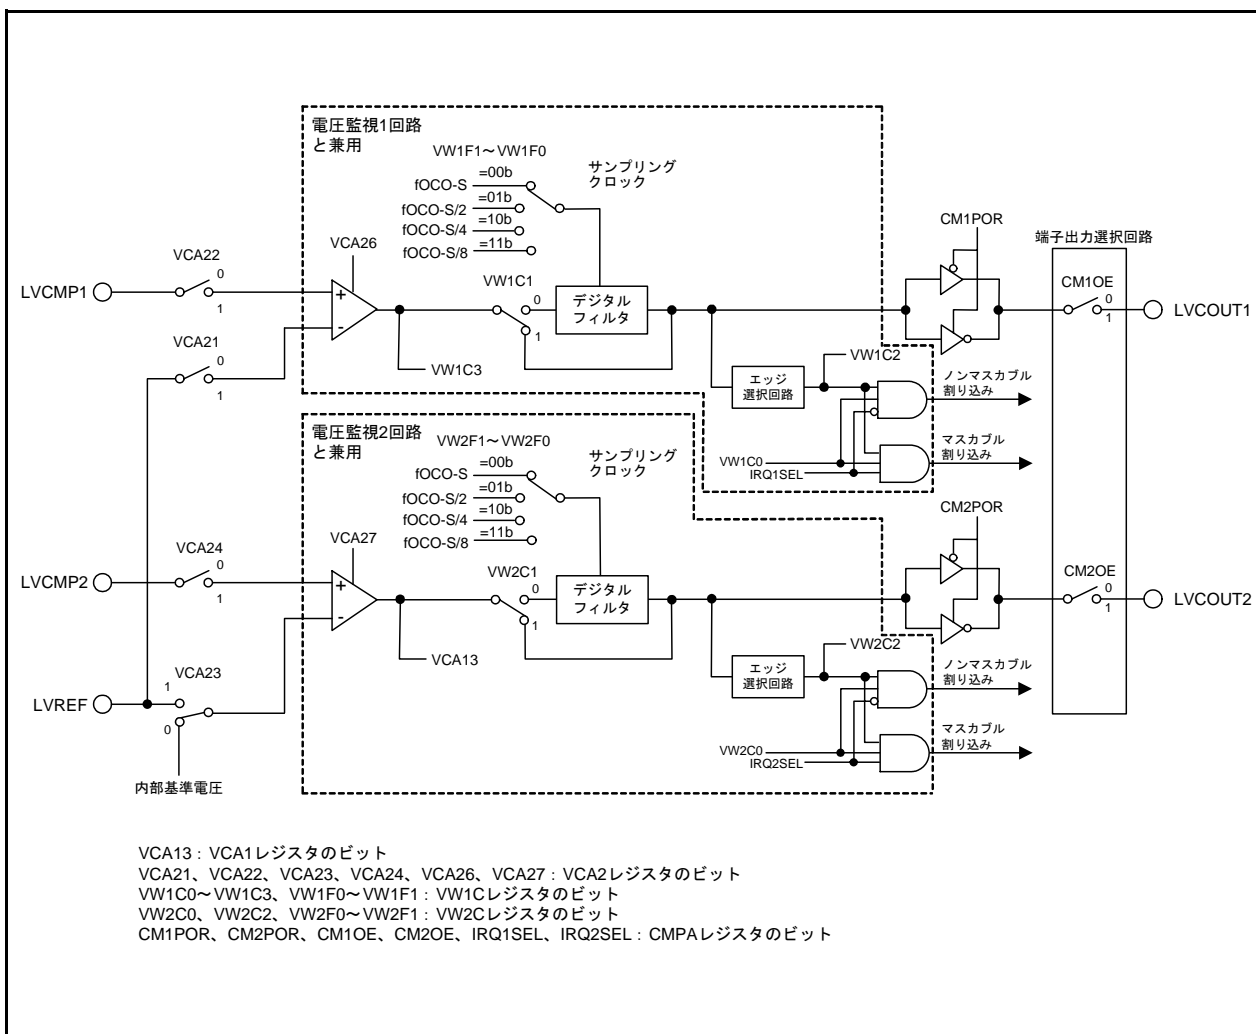 電圧監視1回路
と兼用
VW1F1～VW1F0
サンプリング
クロック
fOCO-S
=00b
fOCO-S/2
=01b
fOCO-S/4
=10b
fOCO-S/8
=11b
CM1POR
端子出力選択回路
VCA22
0
1
VCA26
LVCMP1
+
-
VW1C1
0
1
デジタル
フィルタ
CM1OE
0
1
LVCOUT1
VCA21
0
1
VW1C3
VW1C2
エッジ
選択回路
ノンマスカブル
割り込み
マスカブル
割り込み
VW1C0
IRQ1SEL
電圧監視2回路
と兼用
VW2F1～VW2F0
サンプリング
クロック
fOCO-S
=00b
fOCO-S/2
=01b
fOCO-S/4
=10b
fOCO-S/8
=11b
CM2POR
VCA24
0
1
VCA27
LVCMP2
+
-
VW2C1
0
1
デジタル
フィルタ
CM2OE
0
1
LVCOUT2
VCA13
VCA23
LVREF
1
0
内部基準電圧
VW2C2
エッジ
選択回路
ノンマスカブル
割り込み
マスカブル
割り込み
VW2C0
IRQ2SEL
VCA13：VCA1レジスタのビット
VCA21、VCA22、VCA23、VCA24、VCA26、VCA27：VCA2レジスタのビット
VW1C0～VW1C3、VW1F0～VW1F1：VW1Cレジスタのビット
VW2C0、VW2C2、VW2F0～VW2F1：VW2Cレジスタのビット
CM1POR、CM2POR、CM1OE、CM2OE、IRQ1SEL、IRQ2SEL：CMPAレジスタのビット